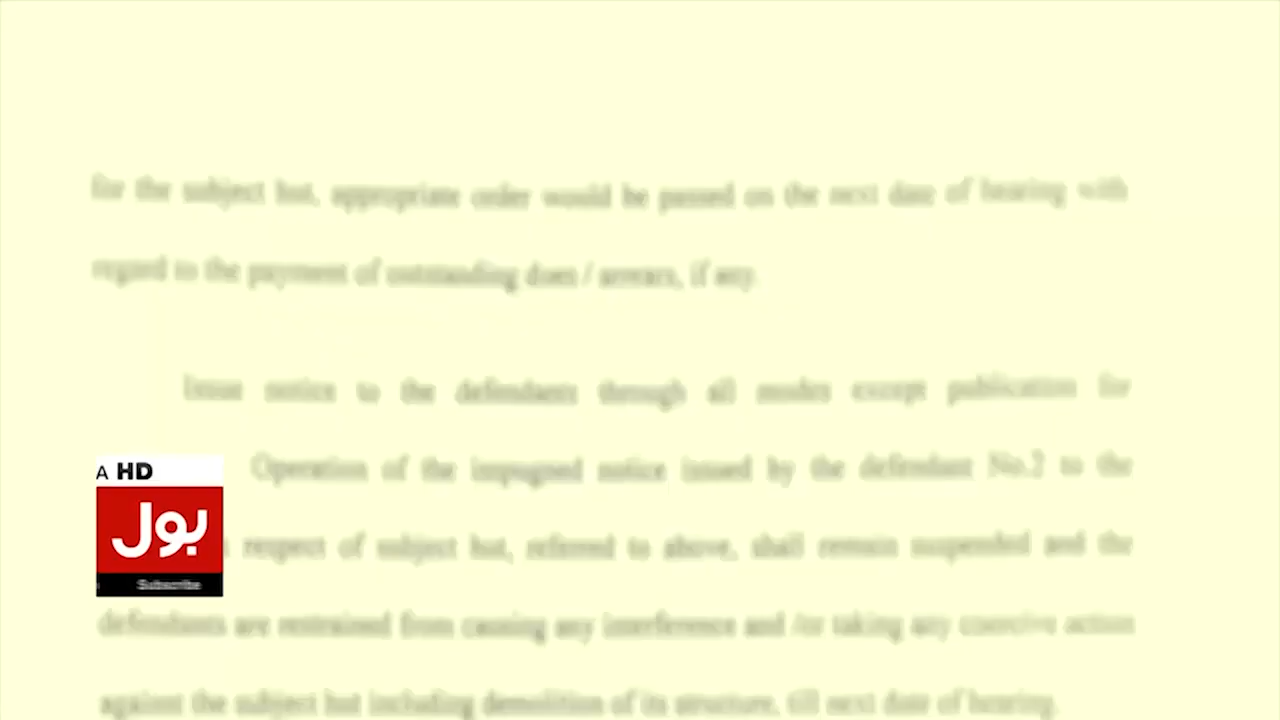 for the subject hut, appropriate order would be passed on the next date of hearing with
regard to the payment of outstanding dues / arrears, if any.
Issue notice to the defendants through all modes except publication for
Operation of the impugned notice issued by the defendant No.2 to the
respect of subject hut, referred to above, shall remain suspended and the
defendants are restrained from causing any interference and /or taking any coercive action
against the subject hut including demolition of its structure, till next date of hearing.
A HD
بول
Subscribe